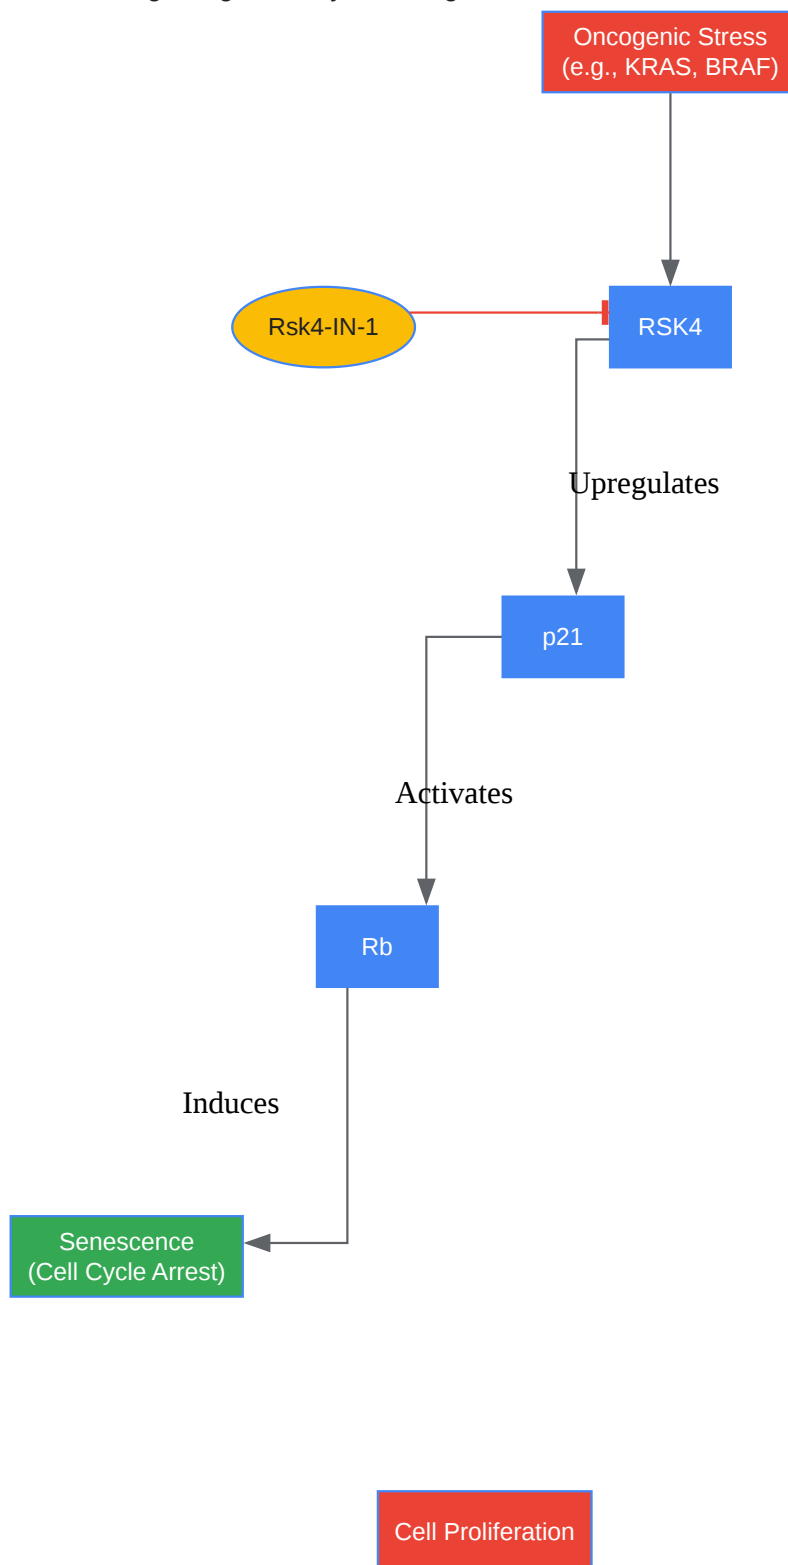 Oncogenic Stress
(e.g., KRAS, BRAF)
Rsk4-IN-1
RSK4
Upregulates
p21
Activates
Rb
Induces
Senescence
(Cell Cycle Arrest)
Cell Proliferation